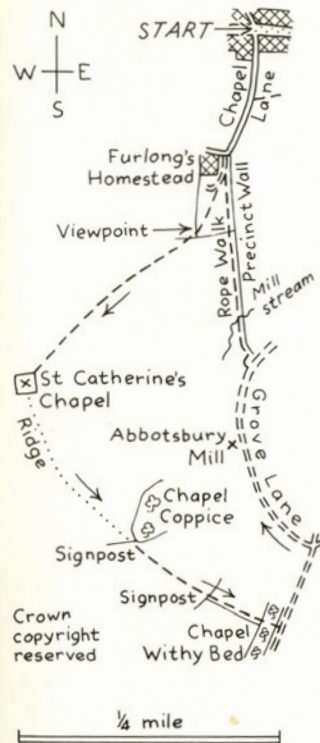 N
W E
S
START
Chapel
Lane
Furlong's
Homestead
Viewpoint
Rope Walk
Precinct Wall
Mill
stream
St Catherine's
Chapel
Ridge
Abbotsbury
Mill
Grove Lane
Chapel
Coppice
Signpost
Signpost
Crown
copyright
reserved
Chapel
Withy Bed
¼ mile